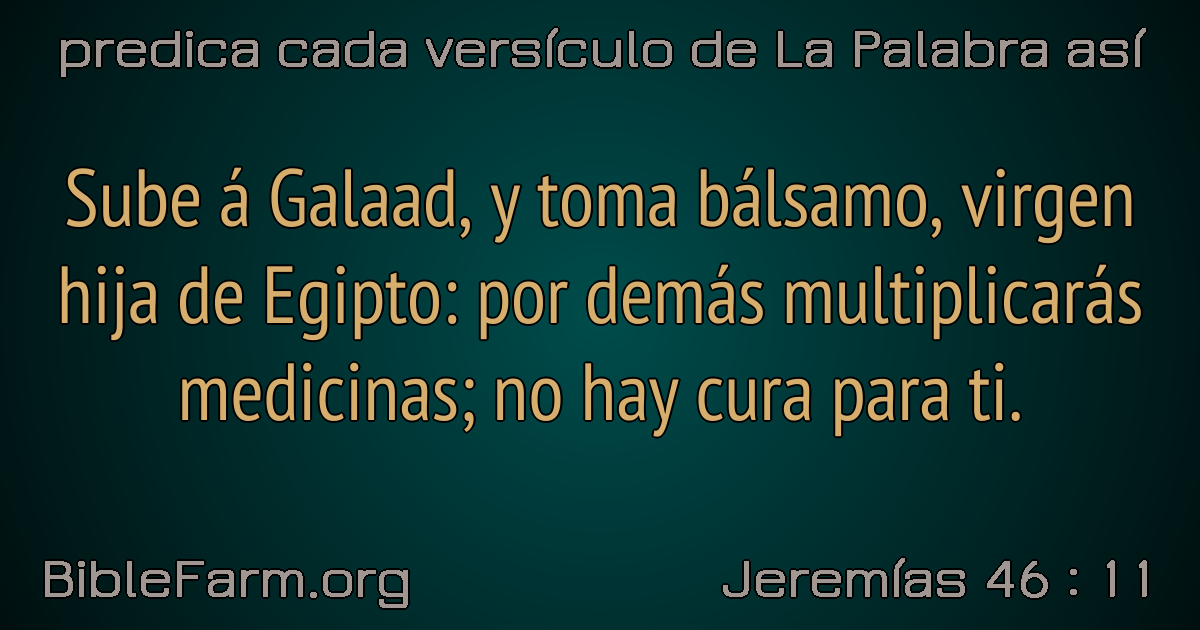 predica cada versículo de La Palabra así
Sube á Galaad, y toma bálsamo, virgen
hija de Egipto: por demás multiplicarás
medicinas; no hay cura para ti.
BibleFarm.org
Jeremías 46 : 11